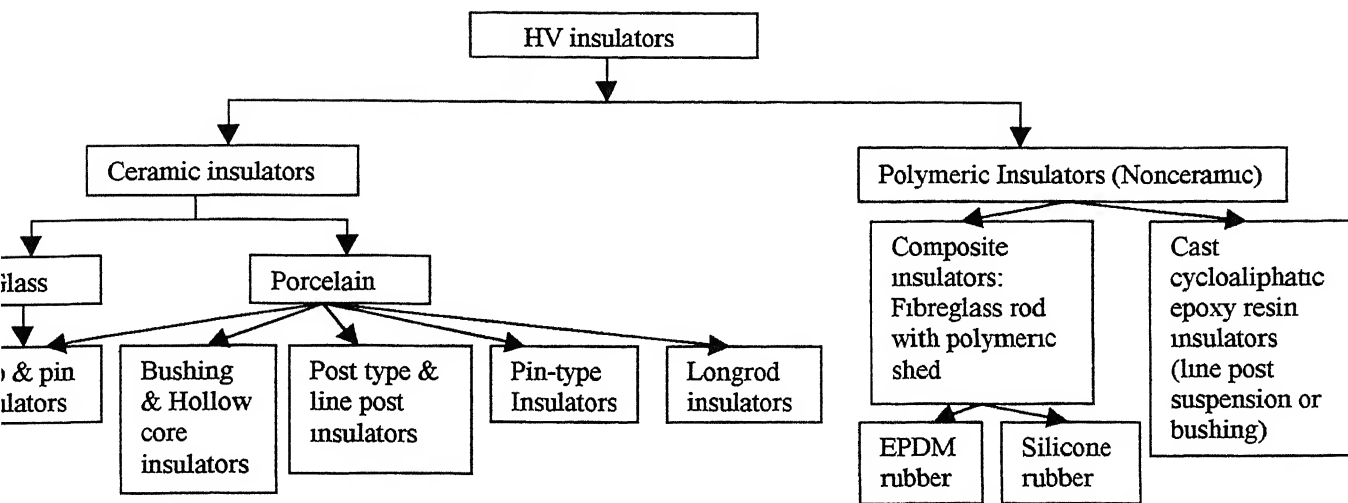 HV insulators
Ceramic insulators
Polymeric Insulators (Nonceramic)
Glass
Porcelain
Composite
insulators:
Fibreglass rod
with polymeric
shed
Cast
cycloaliphatic
epoxy resin
insulators
(line post
suspension or
bushing)
& pin
Bushing
& Hollow
core
insulators
Post type &
line post
insulators
Pin-type
Insulators
Longrod
insulators
EPDM
rubber
Silicone
rubber